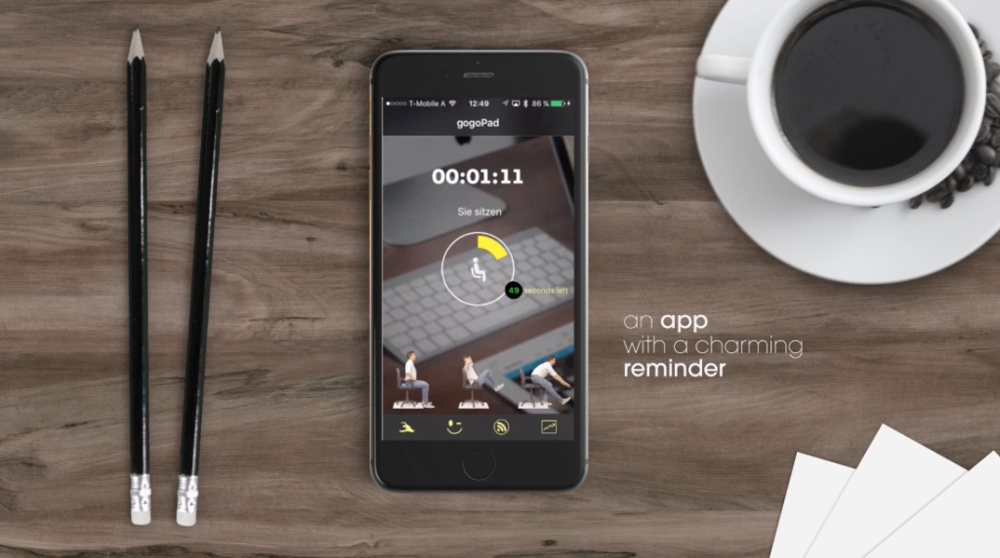 T-Mobile A 12:49 86 %
gogoPad
00:01:11
Sie sitzen
49 seconds left
an app
with a charming
reminder